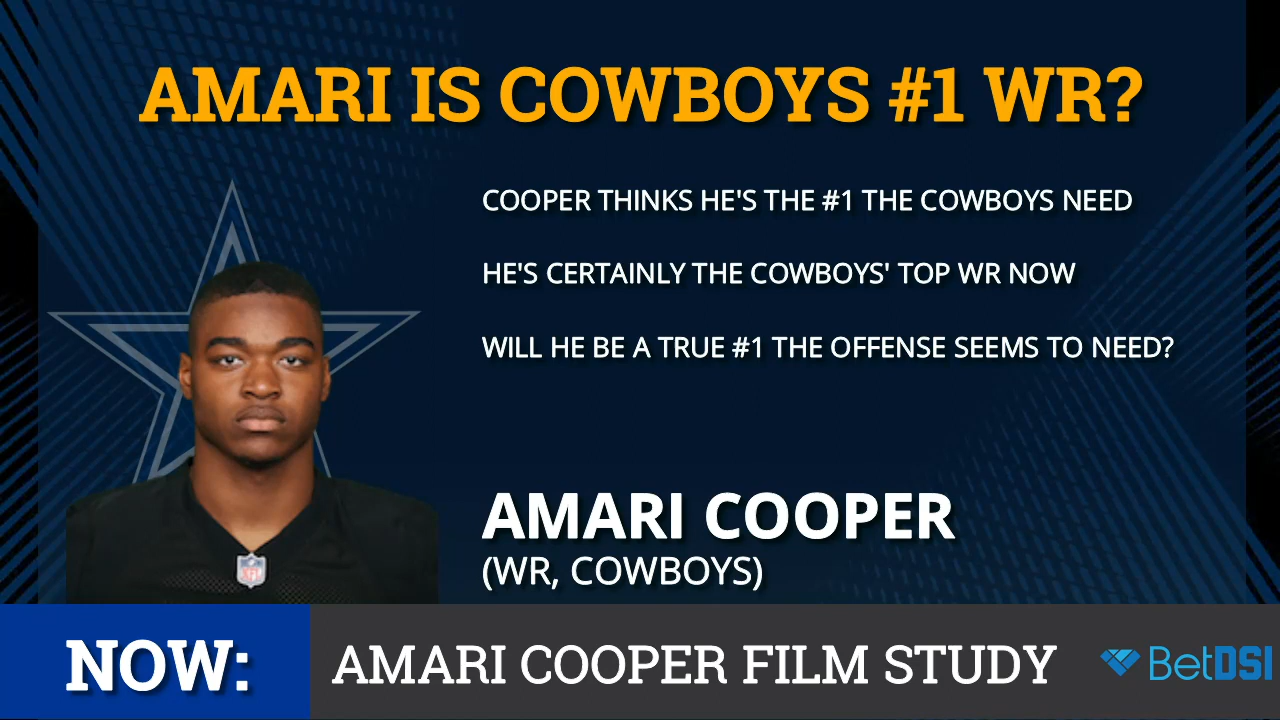 AMARI IS COWBOYS #1 WR?
COOPER THINKS HE'S THE #1 THE COWBOYS NEED
HE'S CERTAINLY THE COWBOYS' TOP WR NOW
WILL HE BE A TRUE #1 THE OFFENSE SEEMS TO NEED?
AMARI COOPER
(WR, COWBOYS)
NOW:
AMARI COOPER FILM STUDY
BetDSI